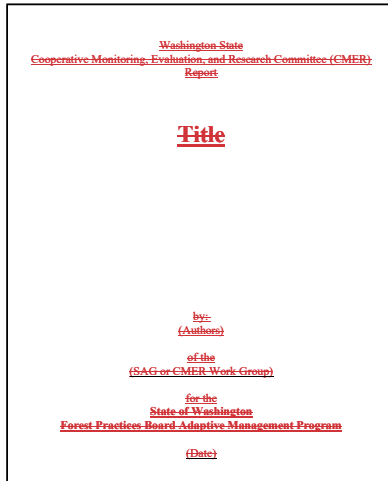 Washington State
Cooperative Monitoring, Evaluation, and Research Committee (CMER)
Report
Title
by:
(Authors)
of the
(SAG or CMER Work Group)
for the
State of Washington
Forest Practices Board Adaptive Management Program
(Date)